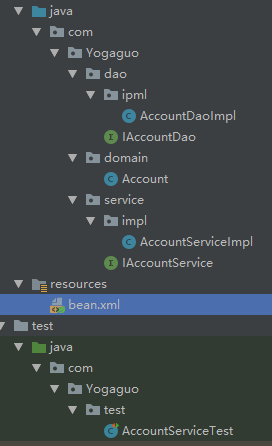 java
com
Yogaguo
dao
ipml
AccountDaoImpl
IAccountDao
domain
Account
service
impl
AccountServiceImpl
IAccountService
resources
bean.xml
test
java
com
Yogaguo
test
AccountServiceTest